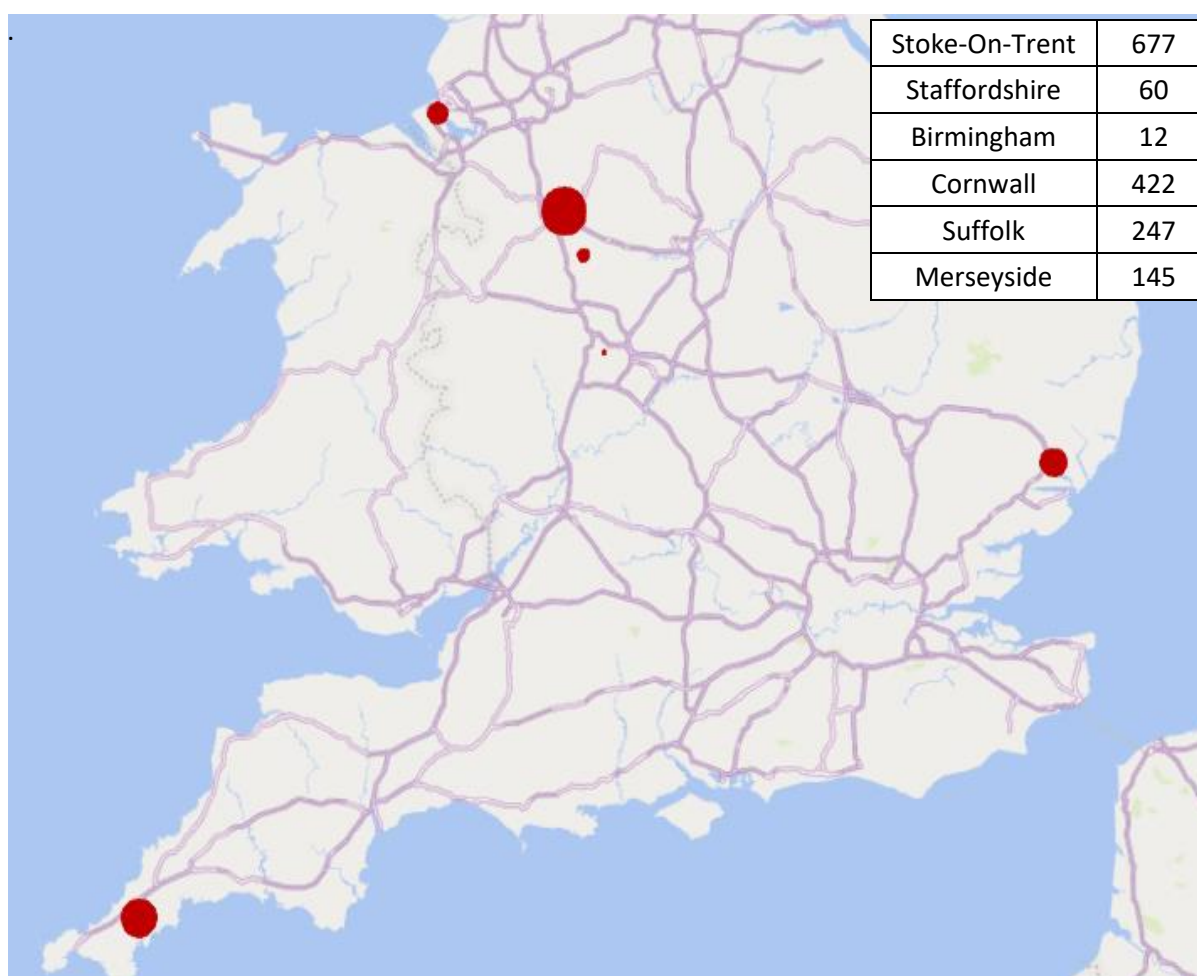 .
Stoke-On-Trent 677
Staffordshire 60
Birmingham 12
Cornwall 422
Suffolk 247
Merseyside 145